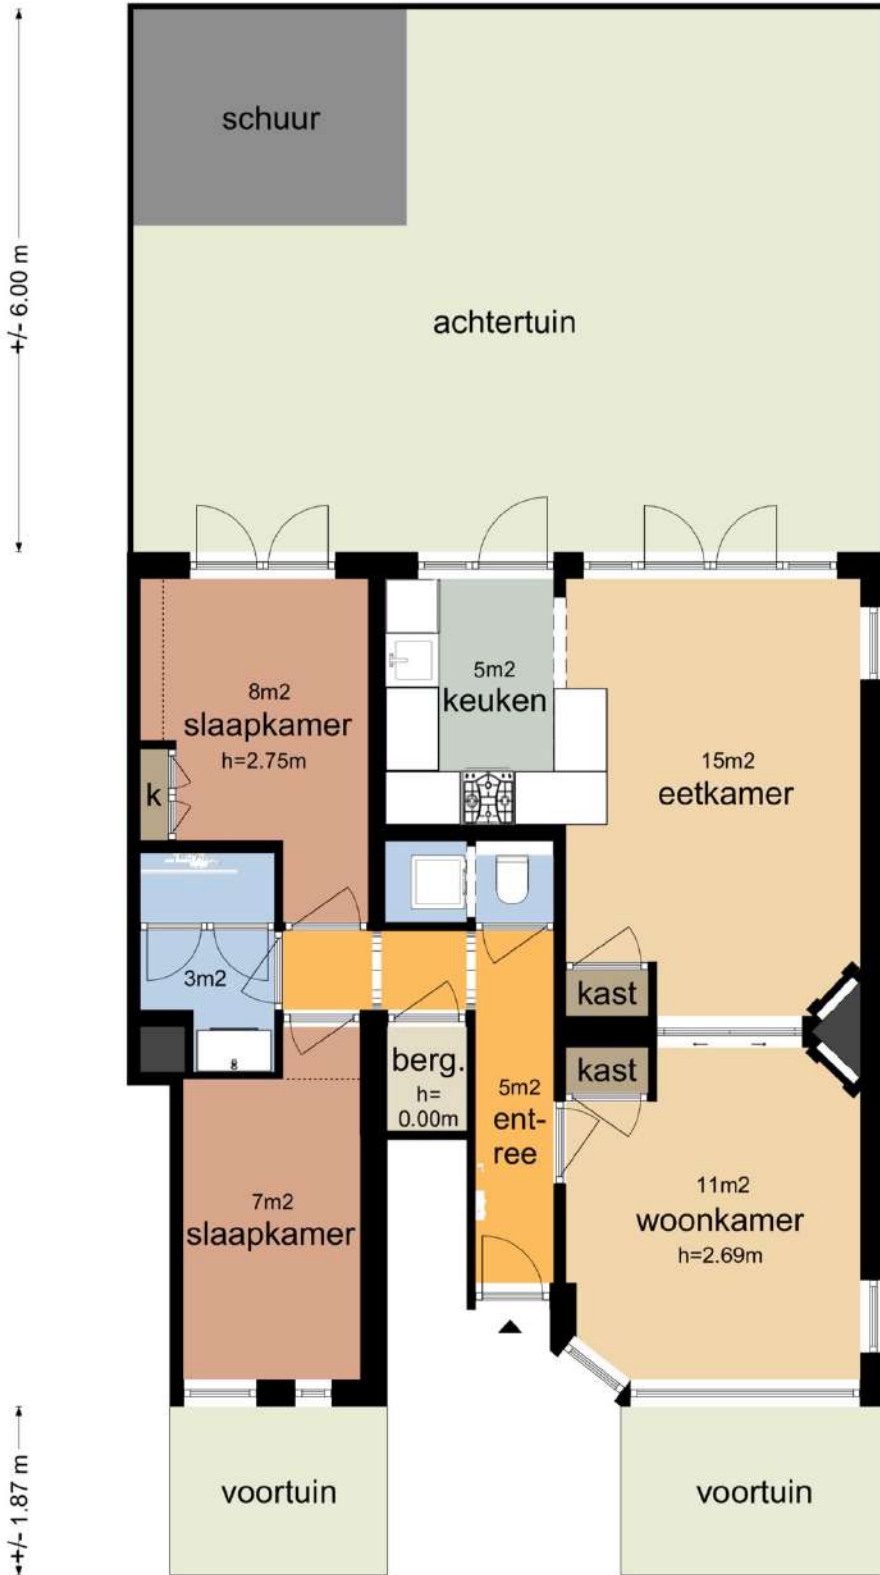 schuur
+/- 6.00 m
achtertuin
8m2
slaapkamer
h=2.75m
5m2
keuken
15m2
eetkamer
k
3m2
kast
berg.
h=
0.00m
5m2
ent-
ree
kast
7m2
slaapkamer
11m2
woonkamer
h=2.69m
+/- 1.87 m
voortuin
voortuin